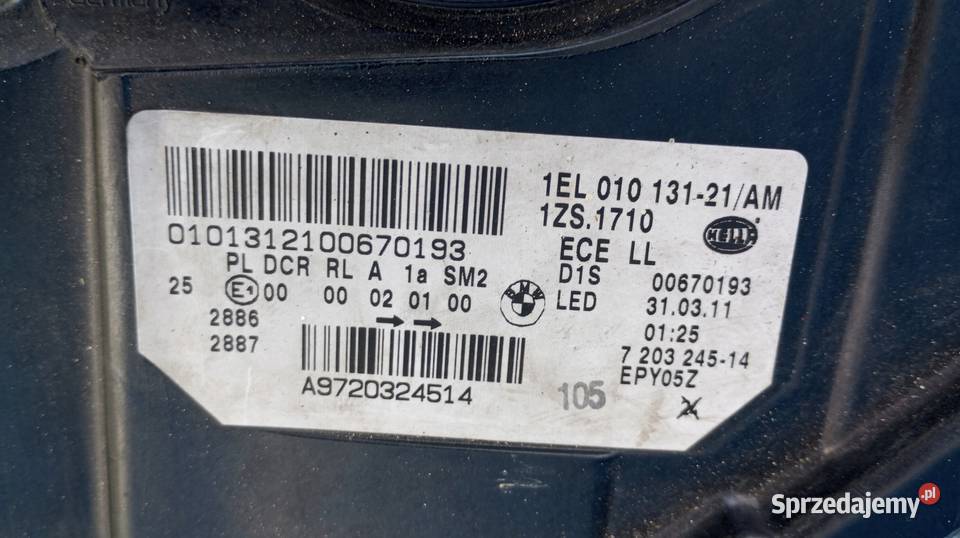 Germany
1EL 010 131-21/AM
1ZS.1710
HELLA
0101312100670193
ECE LL
PL DCR RL A 1a SM2
D1S 00670193
25 E1 00 00 02 01 00
BMW
LED 31.03.11
2886
01:25
2887
7 203 245-14
EPY05Z
A9720324514
105
Sprzedajemy.pl